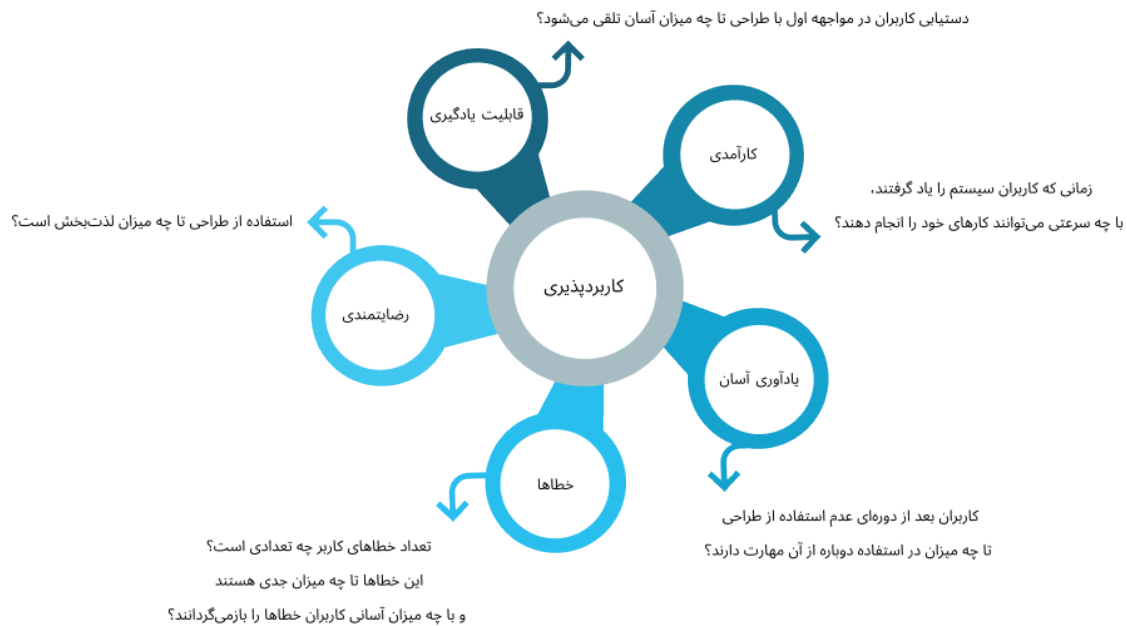 دستیابی کاربران در مواجهه اول با طراحی تا چه میزان آسان تلقی می‌شود؟
قابلیت یادگیری
کارآمدی
زمانی که کاربران سیستم را یاد گرفتند،
با چه سرعتی می‌توانند کارهای خود را انجام دهند؟
استفاده از طراحی تا چه میزان لذت‌بخش است؟
رضایتمندی
کاربردپذیری
یادآوری آسان
کاربران بعد از دوره‌ای عدم استفاده از طراحی
تا چه میزان در استفاده دوباره از آن مهارت دارند؟
خطاها
تعداد خطاهای کاربر چه تعدادی است؟
این خطاها تا چه میزان جدی هستند
و با چه میزان آسانی کاربران خطاها را بازمی‌گردانند؟